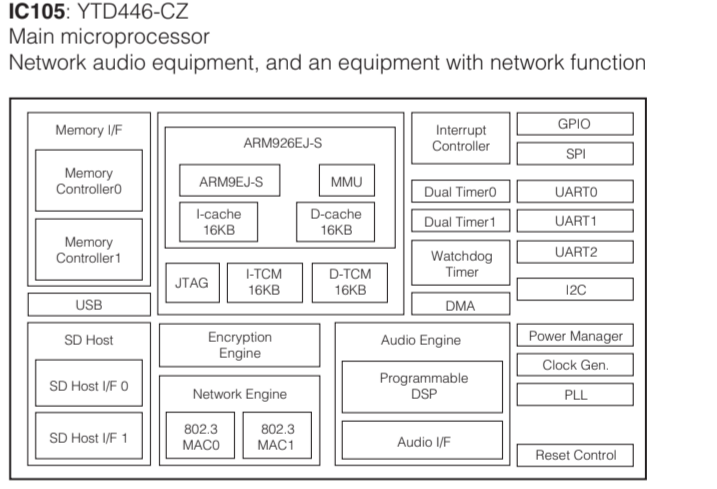 IC105: YTD446-CZ
Main microprocessor
Network audio equipment, and an equipment with network function
Memory I/F
Memory
Controller0
Memory
Controller1
USB
ARM926EJ-S
ARM9EJ-S
MMU
I-cache
16KB
D-cache
16KB
JTAG
I-TCM
16KB
D-TCM
16KB
Interrupt
Controller
Dual Timer0
Dual Timer1
Watchdog
Timer
DMA
GPIO
SPI
UART0
UART1
UART2
I2C
SD Host
SD Host I/F 0
SD Host I/F 1
Encryption
Engine
Network Engine
802.3
MAC0
802.3
MAC1
Audio Engine
Programmable
DSP
Audio I/F
Power Manager
Clock Gen.
PLL
Reset Control